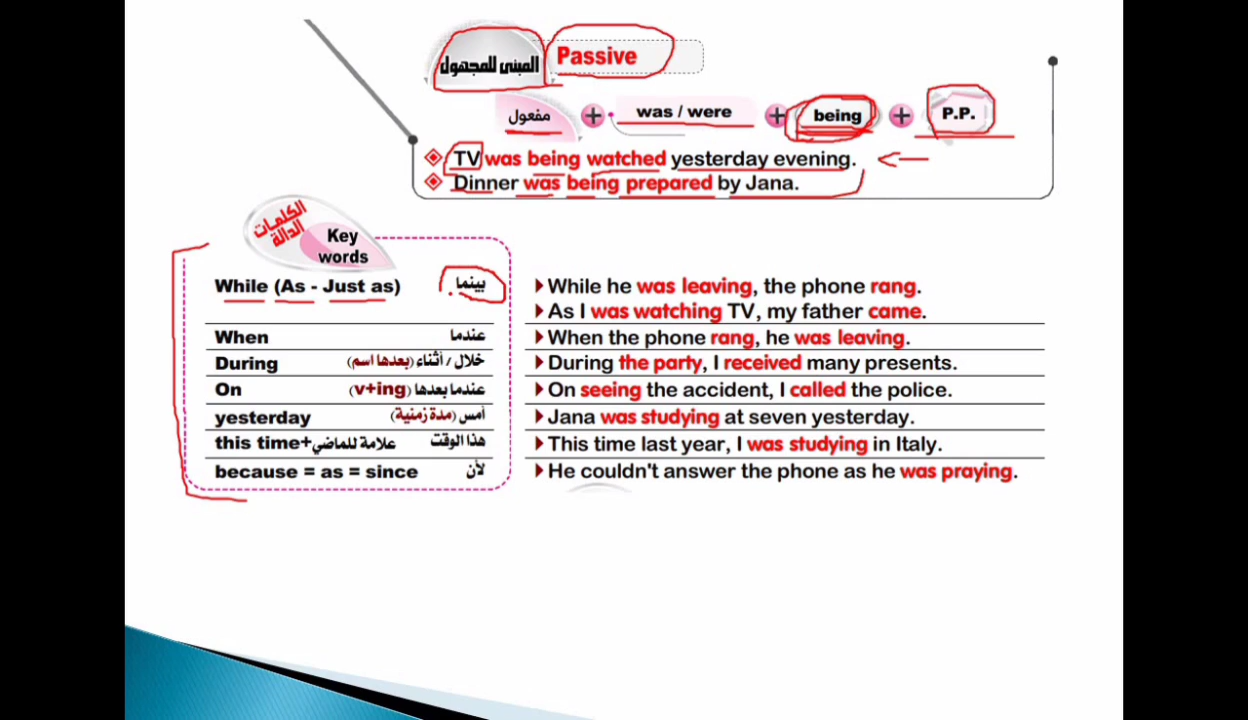 المبنى للمجهول Passive
مفعول + was / were + being + P.P.
TV was being watched yesterday evening.
Dinner was being prepared by Jana.
الكلمات الدالة Key words
While (As - Just as) بينما
While he was leaving, the phone rang.
As I was watching TV, my father came.
When عندما
When the phone rang, he was leaving.
During خلال / أثناء (بعدها اسم)
During the party, I received many presents.
On عندما بعدها (v+ing)
On seeing the accident, I called the police.
yesterday أمس (مدة زمنية)
Jana was studying at seven yesterday.
this time+علامة للماضي هذا الوقت
This time last year, I was studying in Italy.
because = as = since لأن
He couldn't answer the phone as he was praying.